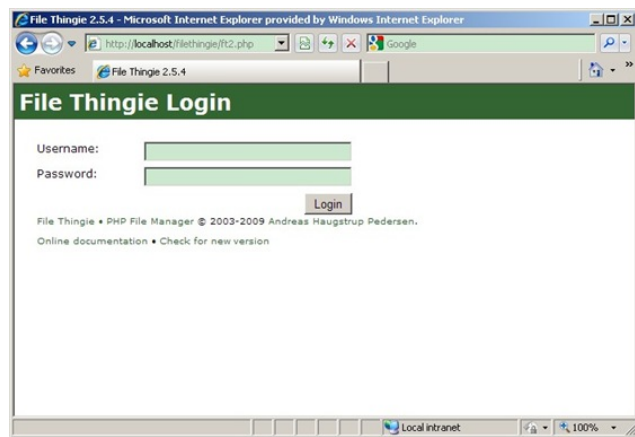 File Thingie 2.5.4 - Microsoft Internet Explorer provided by Windows Internet Explorer
http://localhost/filethingie/ft2.php
Google
Favorites
File Thingie 2.5.4
»
File Thingie Login
Username:
Password:
Login
File Thingie • PHP File Manager © 2003-2009 Andreas Haugstrup Pedersen.
Online documentation • Check for new version
Local intranet
100%